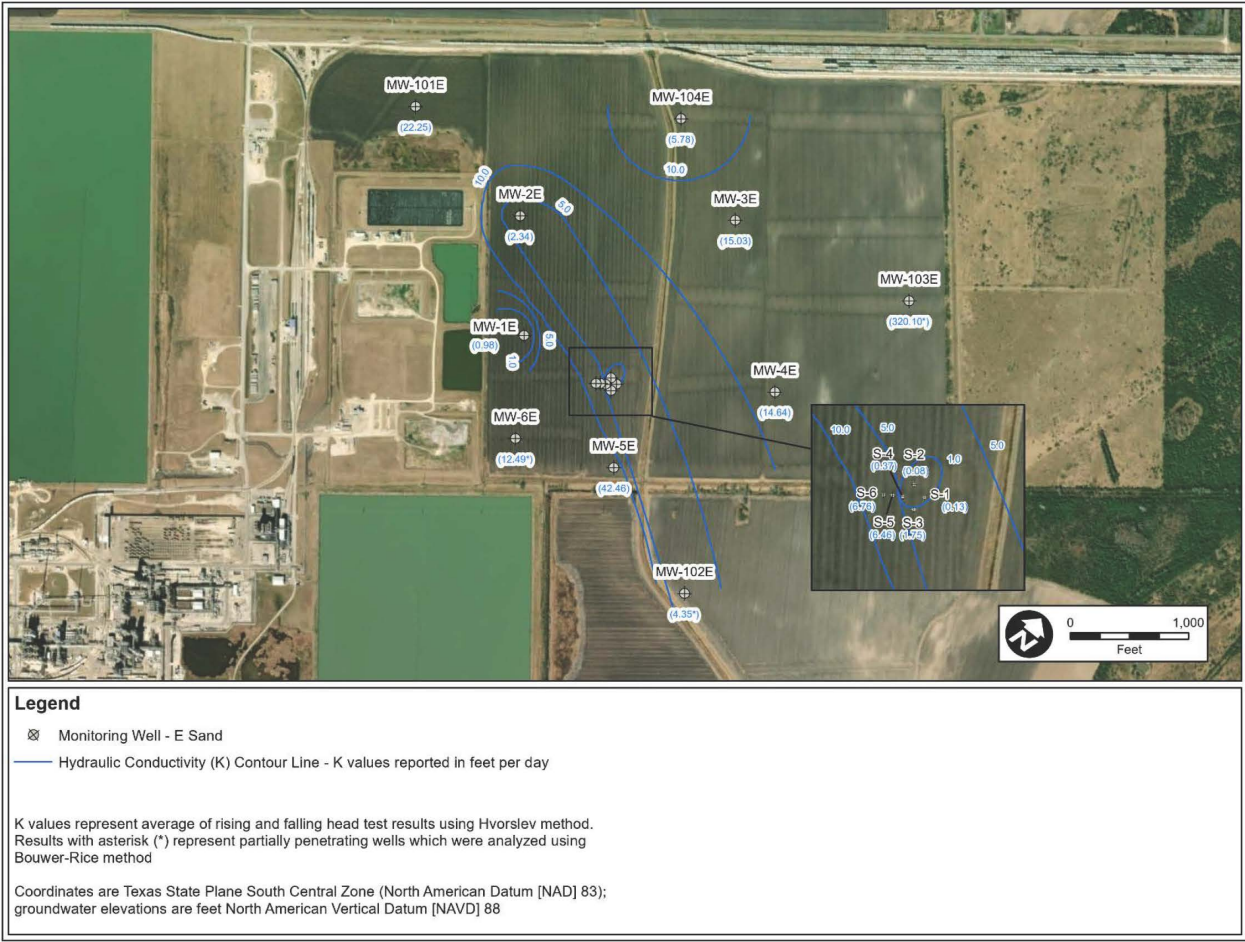 MW-101E
(22.25)
MW-104E
(5.78)
10.0
10.0
MW-2E
(2.34)
5.0
MW-3E
(15.03)
MW-103E
(320.10*)
MW-1E
(0.98)
5.0
1.0
MW-4E
(14.64)
MW-6E
(12.49*)
MW-5E
(42.46)
MW-102E
(4.35*)
10.0
5.0
5.0
S-4
(0.37)
S-2
(0.08)
1.0
S-6
S-1
(0.13)
S-5
(6.46)
S-3
(1.75)
N
0 1,000
Feet
Legend
Monitoring Well - E Sand
Hydraulic Conductivity (K) Contour Line - K values reported in feet per day
K values represent average of rising and falling head test results using Hvorslev method.
Results with asterisk (*) represent partially penetrating wells which were analyzed using
Bouwer-Rice method
Coordinates are Texas State Plane South Central Zone (North American Datum [NAD] 83);
groundwater elevations are feet North American Vertical Datum [NAVD] 88